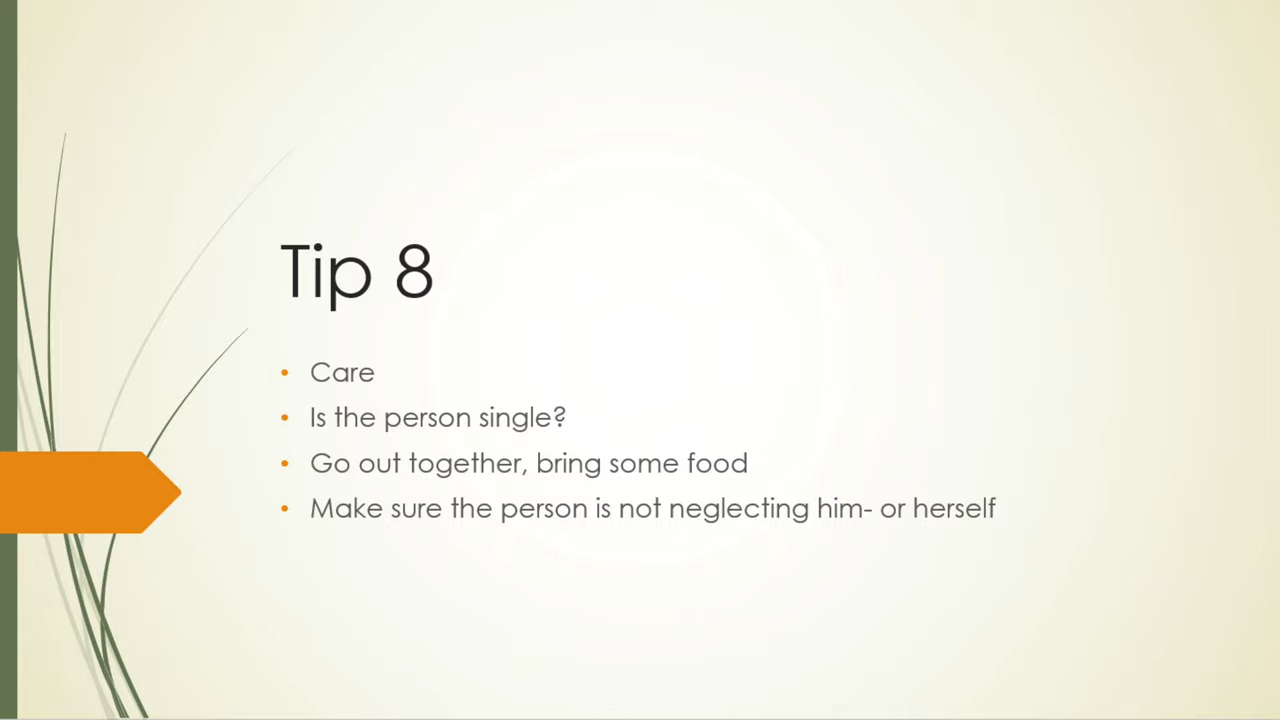 Tip 8
• Care
• Is the person single?
• Go out together, bring some food
• Make sure the person is not neglecting him- or herself